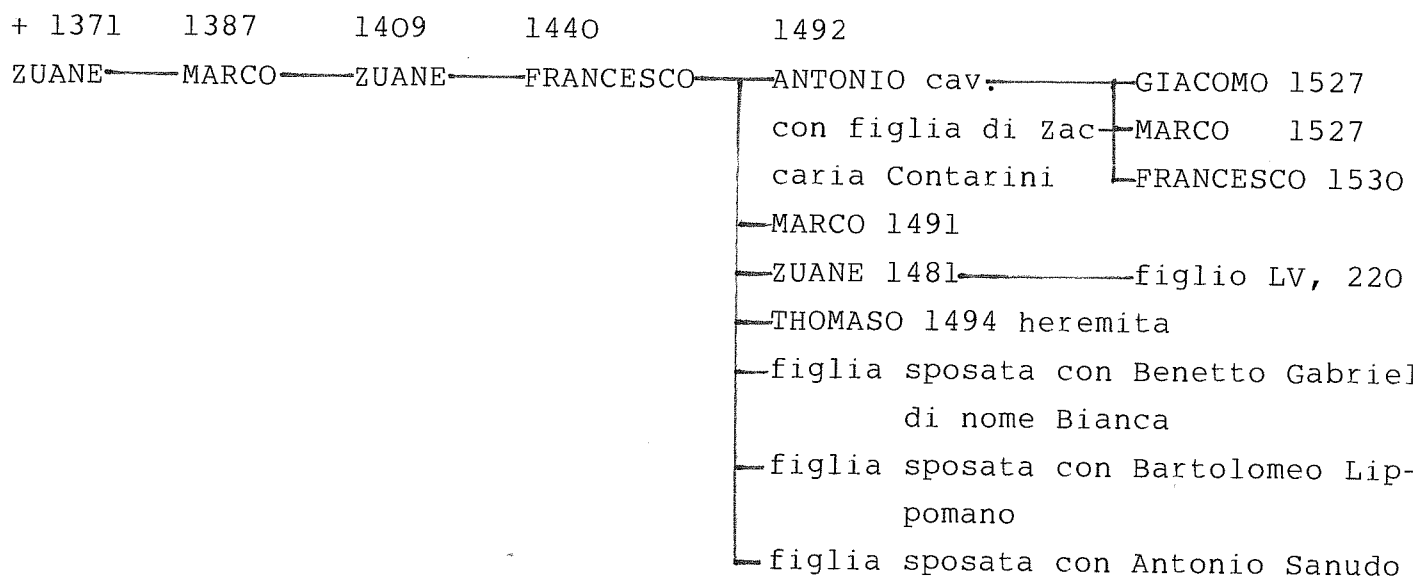 + 1371 1387 1409 1440 1492
ZUANE MARCO ZUANE FRANCESCO ANTONIO cav. GIACOMO 1527
con figlia di Zac- MARCO 1527
caria Contarini FRANCESCO 1530
MARCO 1491
ZUANE 1481 figlio LV, 220
THOMASO 1494 heremita
figlia sposata con Benetto Gabriel
di nome Bianca
figlia sposata con Bartolomeo Lip-
pomano
figlia sposata con Antonio Sanudo